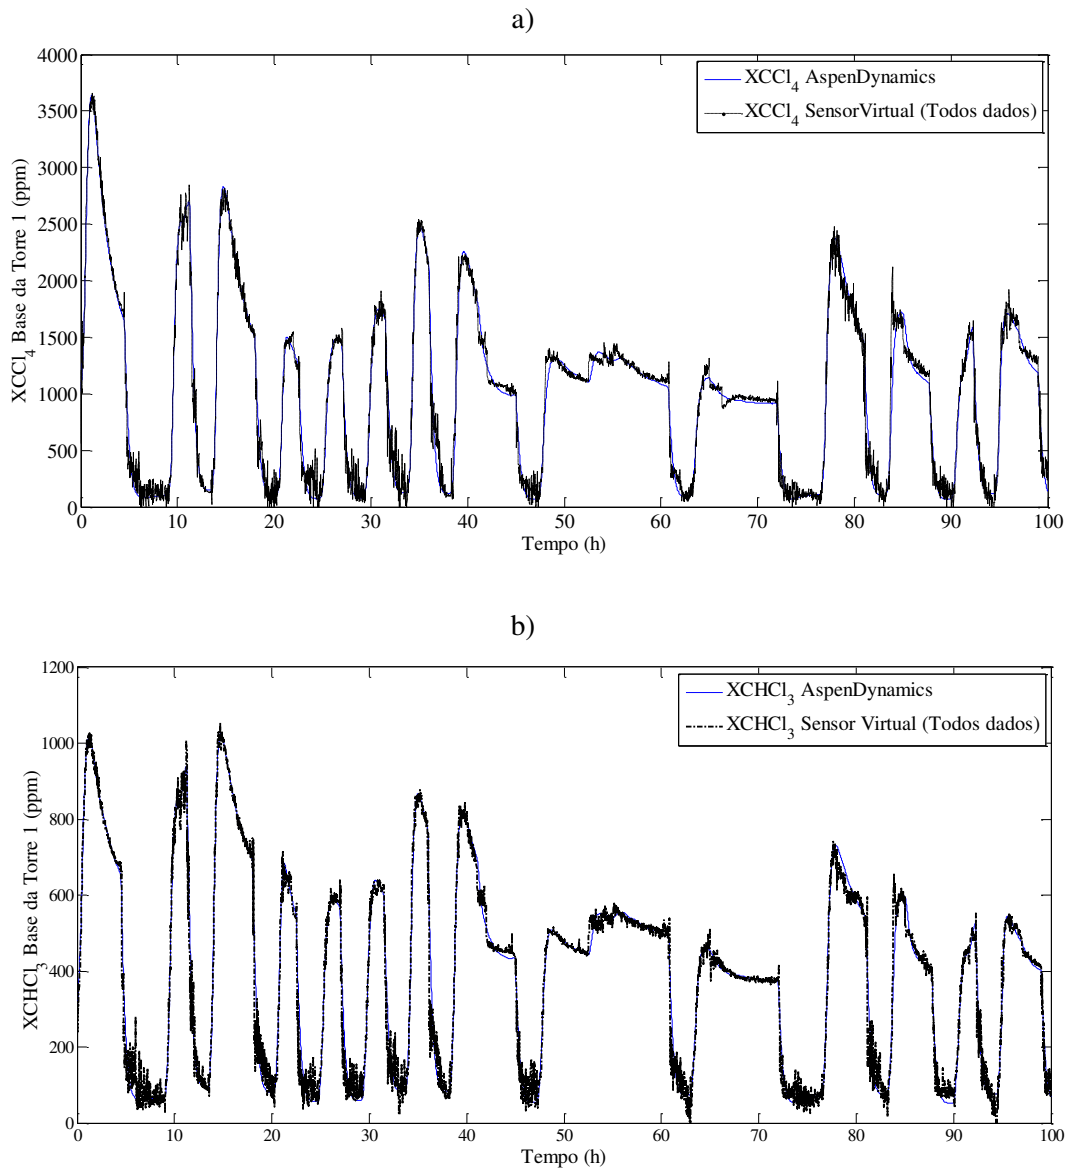 a)
4000
3500
3000
2500
2000
1500
1000
500
0
XCCl4 Base da Torre 1 (ppm)
XCCl4 AspenDynamics
XCCl4 SensorVirtual (Todos dados)
0 10 20 30 40 50 60 70 80 90 100
Tempo (h)
b)
1200
1000
800
600
400
200
0
XCHCl3 Base da Torre 1 (ppm)
XCHCl3 AspenDynamics
XCHCl3 Sensor Virtual (Todos dados)
0 10 20 30 40 50 60 70 80 90 100
Tempo (h)